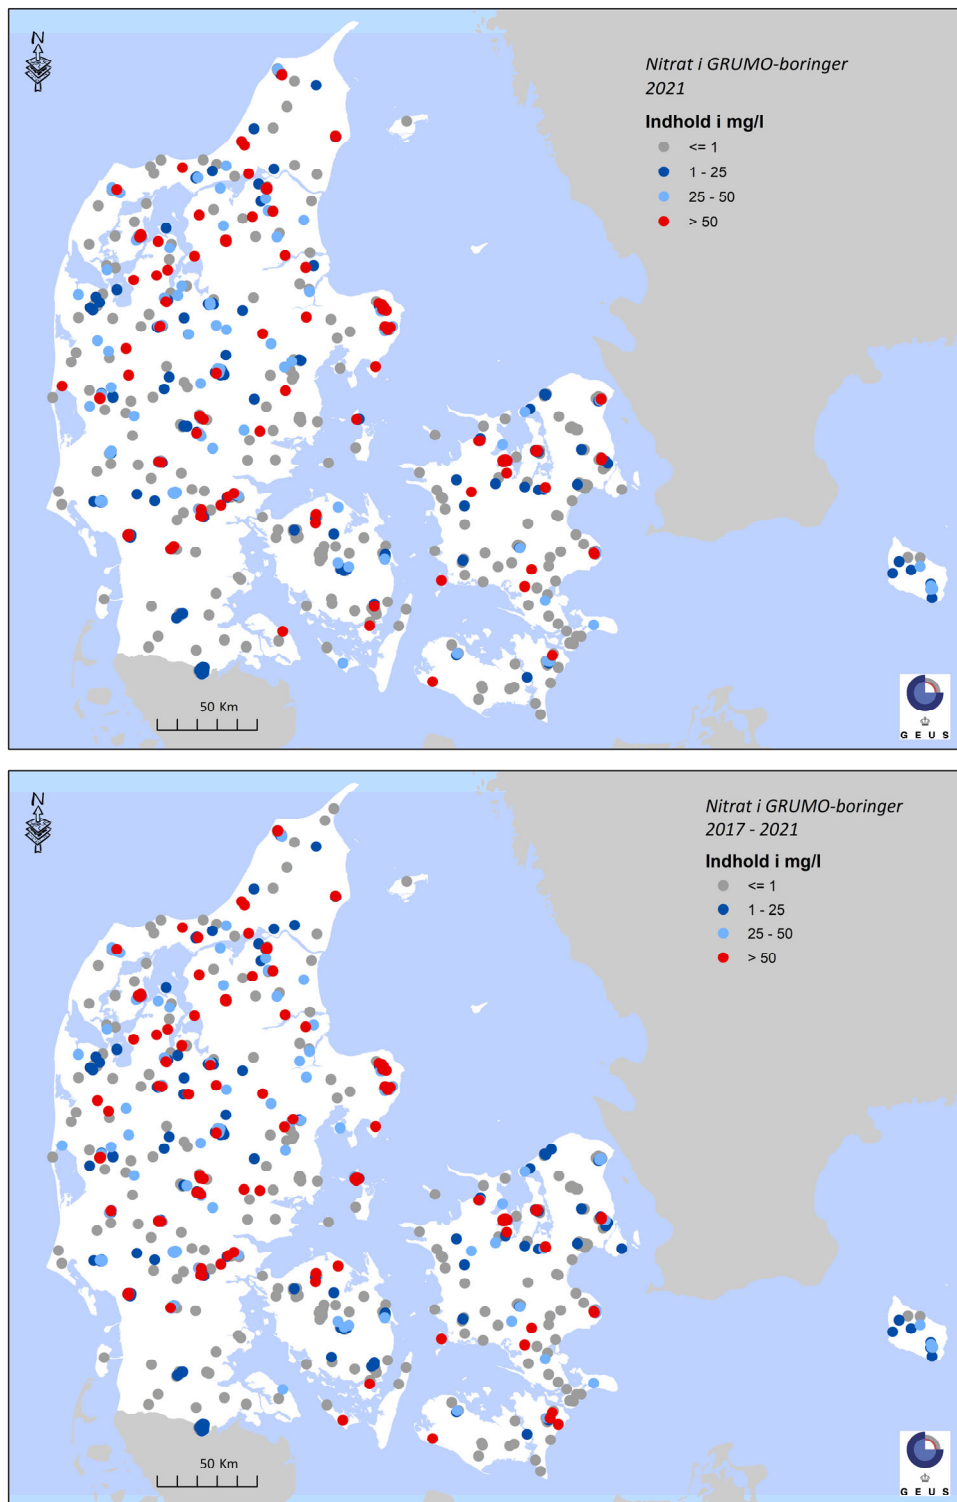 N
Nitrat i GRUMO-boringer
2021
Indhold i mg/l
<= 1
1 - 25
25 - 50
> 50
50 Km
G E U S
N
Nitrat i GRUMO-boringer
2017 - 2021
Indhold i mg/l
<= 1
1 - 25
25 - 50
> 50
50 Km
G E U S